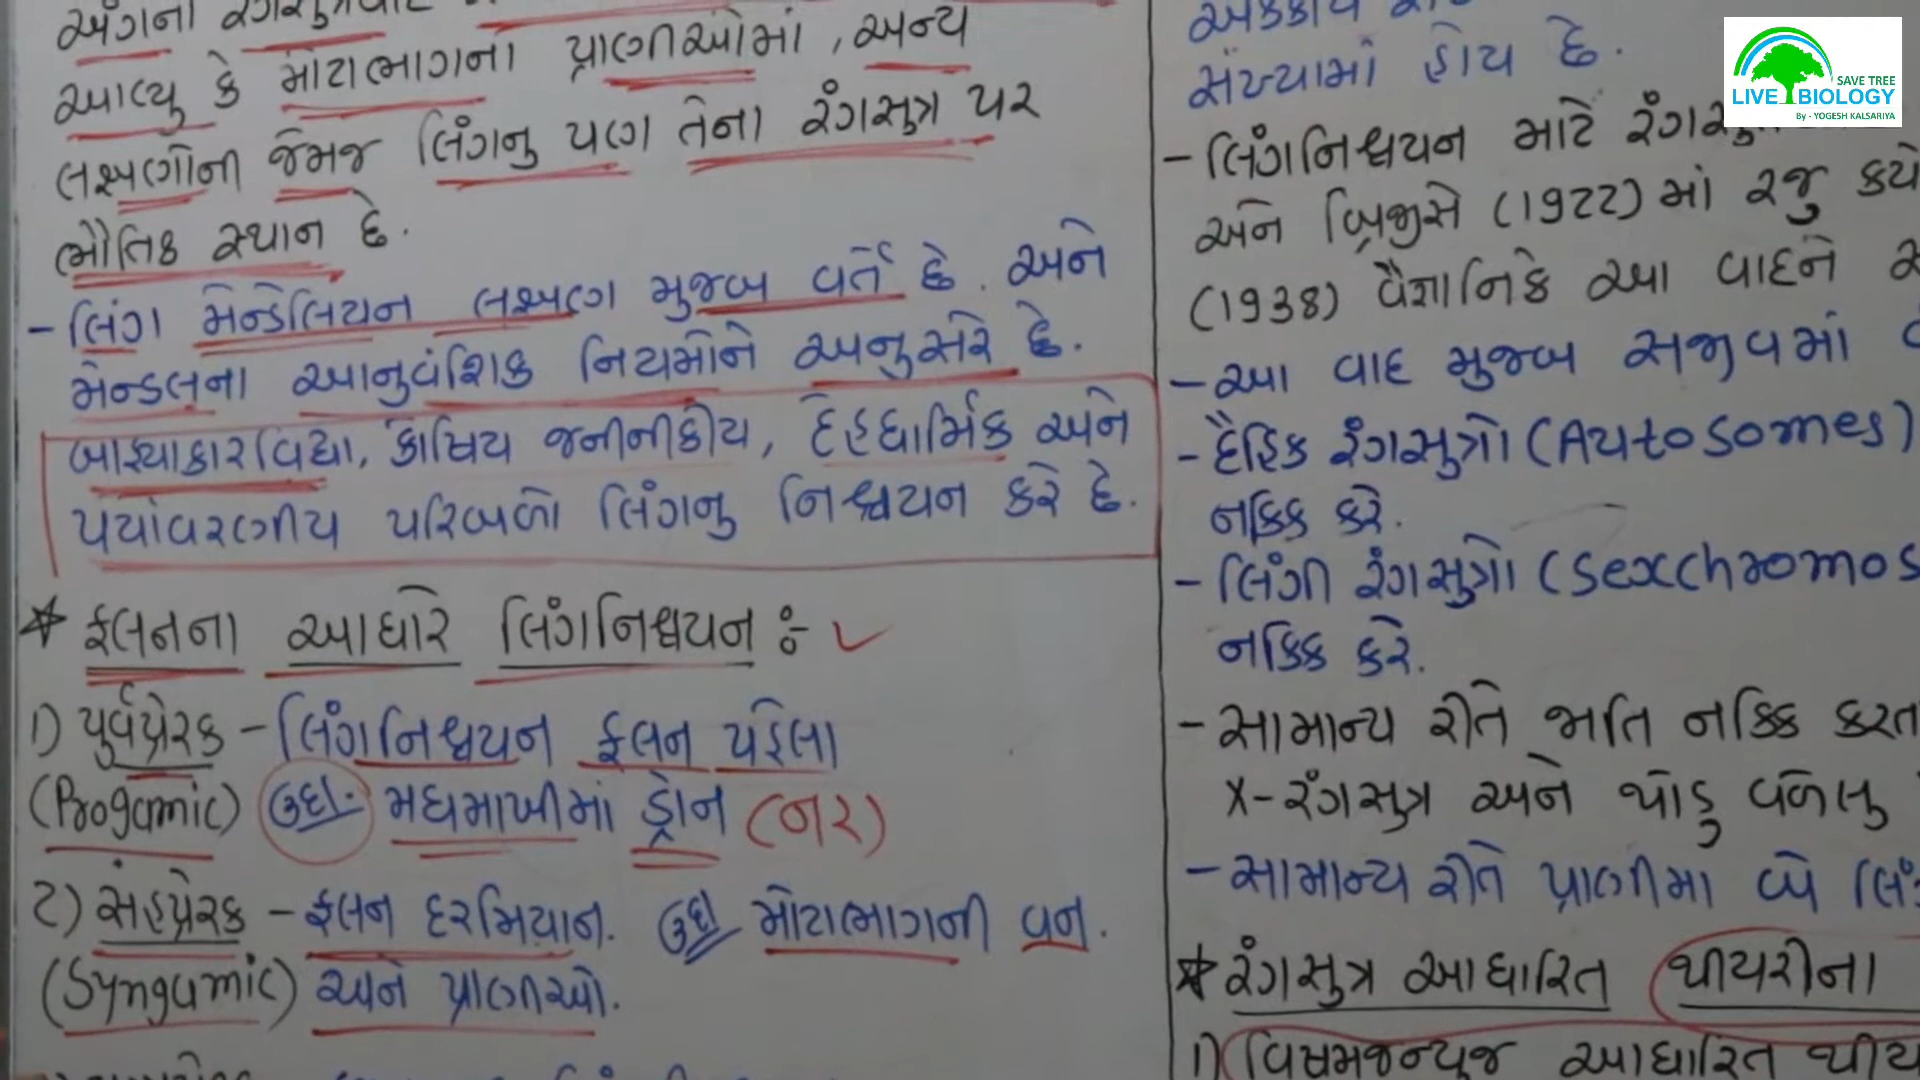 અંગના રંગસુત્રવાદ
આવ્યુ કે મોટાભાગના પ્રાણીઓમાં, અન્ય
લક્ષણોની જેમજ લિંગનુ પણ તેના રંગસુત્ર પર
ભૌતિક સ્થાન છે.
- લિંગ મેન્ડેલિયન લક્ષણ મુજબ વર્તે છે. અને
મેન્ડલના આનુવંશિક નિયમોને અનુસરે છે.
બાહ્યાકારવિદ્યા, કોષિય જનીનીકીય, દેહધાર્મિક અને
પર્યાવરણીય પરિબળો લિંગનુ નિશ્ચયન કરે છે.
★ ફલનના આધારે લિંગનિશ્ચયન :-
1) પુર્વપ્રેરક - લિંગનિશ્ચયન ફલન પહેલા
(Progamic) ઉદા. મધમાખીમાં ડ્રોન (નર)
2) સંહપ્રેરક - ફલન દરમિયાન. ઉદા મોટાભાગની વન.
(Syngamic) અને પ્રાણીઓ.
સંખ્યામાં હોય છે.
- લિંગનિશ્ચયન માટે
અને બ્રિજીસે (1922) માં રજુ
(1938) વૈજ્ઞાનિકે આ વાદને
- આ વાદ મુજબ સજીવમાં
- દૈહિક રંગસુત્રો (Autosomes)
નક્કિ કરે.
- લિંગી રંગસુત્રો (Sexchromos
નક્કિ કરે.
- સામાન્ય રીતે જાતિ નક્કિ કરત
X-રંગસુત્ર અને થોડુ વળેલુ
- સામાન્ય રીતે પ્રાણીમા બે લિં
★ રંગસુત્ર આધારિત થીયરીના
1) વિષમજન્યુજ આધારિત થીય
SAVE TREE
LIVE BIOLOGY
By - YOGESH KALSARIYA